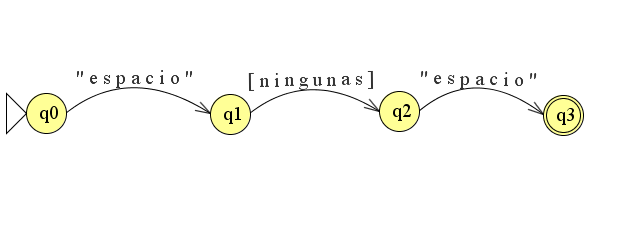 "espacio" [ningunas] "espacio"
q0 q1 q2 q3